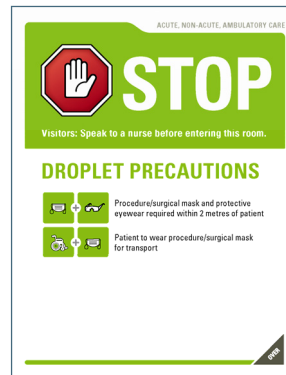 ACUTE, NON-ACUTE, AMBULATORY CARE
STOP
Visitors: Speak to a nurse before entering this room.
DROPLET PRECAUTIONS
Procedure/surgical mask and protective
eyewear required within 2 metres of patient
Patient to wear procedure/surgical mask
for transport
OVER